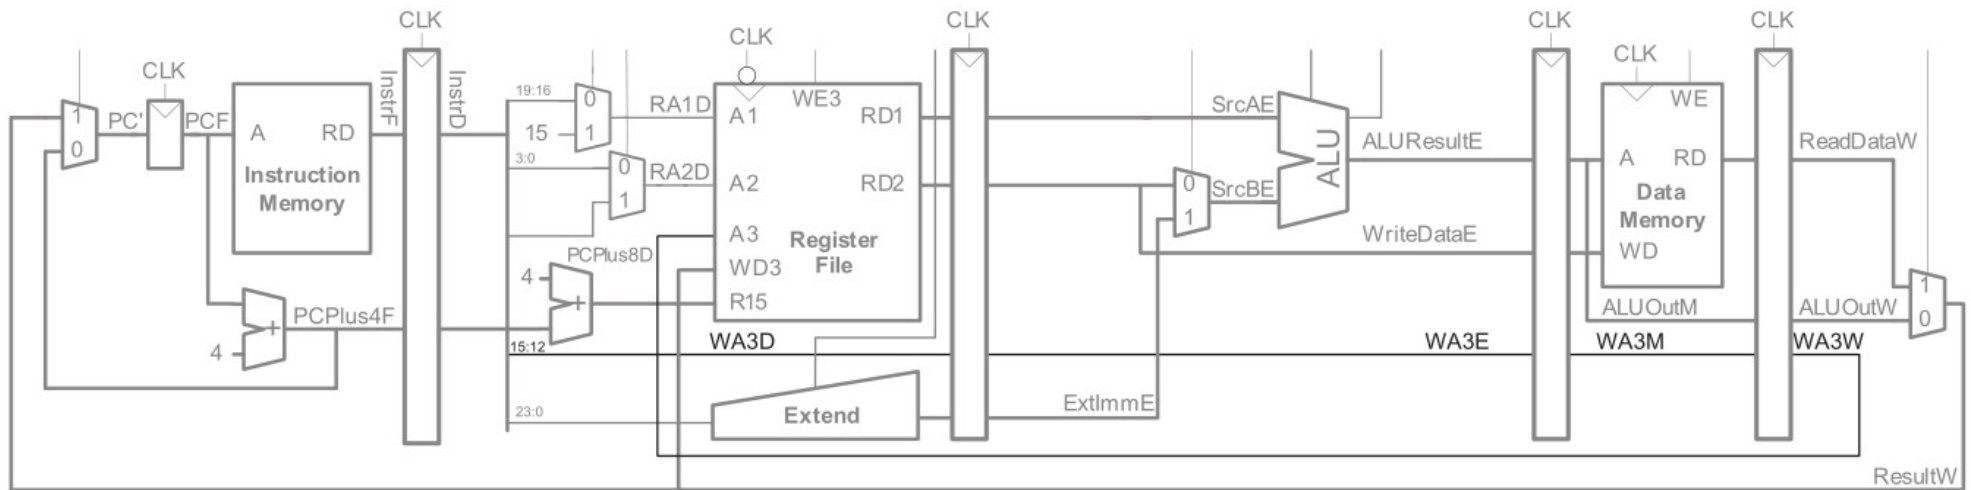 CLK
CLK
CLK
CLK
CLK
CLK
CLK
PC'
PCF
1
0
A
RD
Instruction
Memory
InstrF
InstrD
PCPlus4F
4
+
19:16
15
0
1
RA1D
3:0
0
1
RA2D
PCPlus8D
4
+
15:12
23:0
A1
A2
A3
WD3
R15
WE3
RD1
RD2
Register
File
WA3D
Extend
0
1
SrcAE
SrcBE
ALU
ALUResultE
WriteDataE
WA3E
ExtImmE
WE
A
RD
Data
Memory
WD
ALUOutM
WA3M
ReadDataW
ALUOutW
WA3W
1
0
ResultW